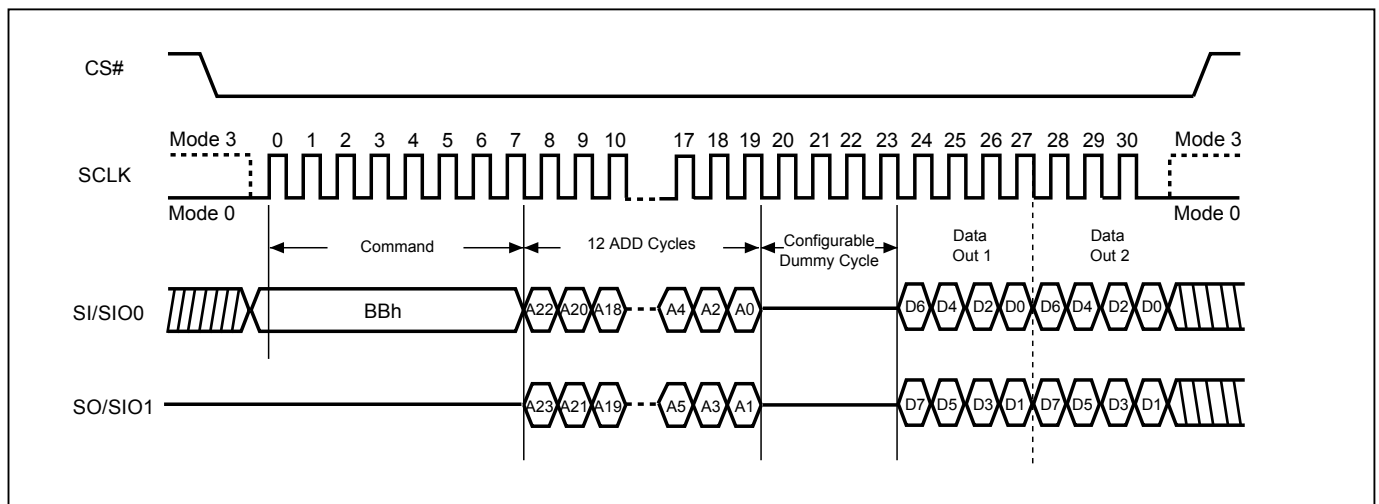 CS#
Mode 3 0 1 2 3 4 5 6 7 8 9 10 17 18 19 20 21 22 23 24 25 26 27 28 29 30 Mode 3
SCLK
Mode 0 Mode 0
Command 12 ADD Cycles Configurable Dummy Cycle Data Out 1 Data Out 2
SI/SIO0 BBh A22 A20 A18 A4 A2 A0 D6 D4 D2 D0 D6 D4 D2 D0
SO/SIO1 A23 A21 A19 A5 A3 A1 D7 D5 D3 D1 D7 D5 D3 D1